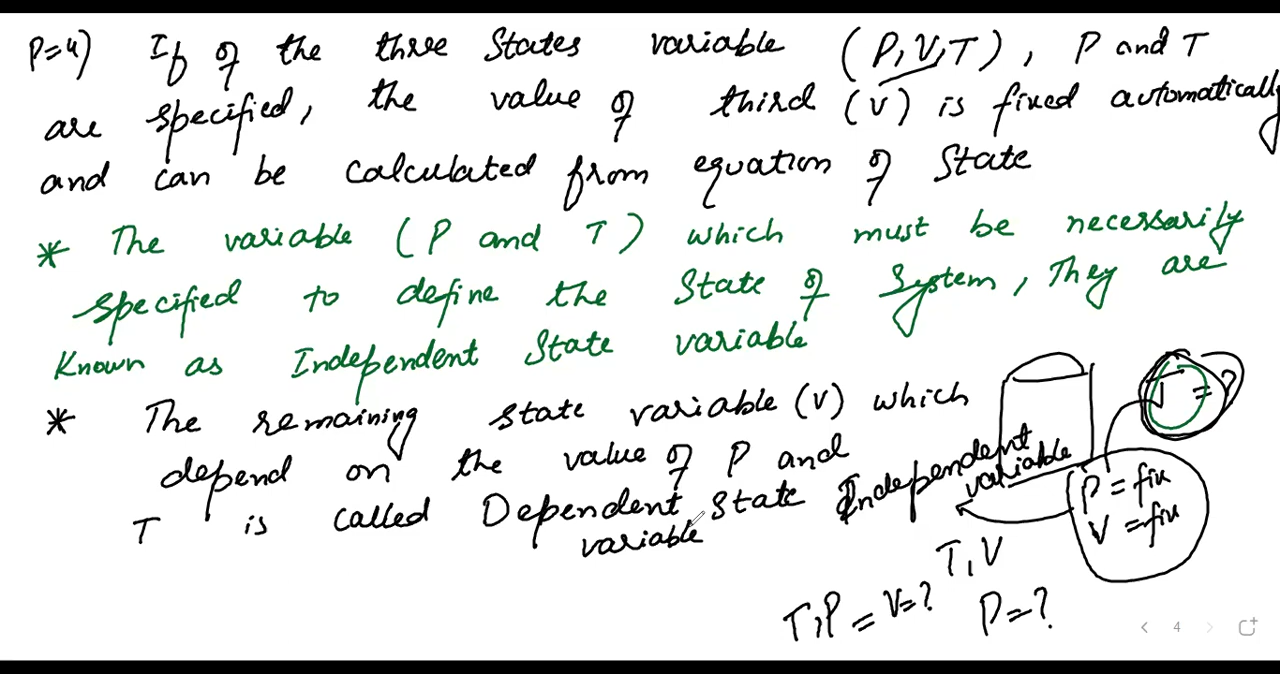 P=4) If of the three States variable (P,V,T), P and T
are specified, the value of third (V) is fixed automatically
and can be calculated from equation of State
* The variable (P and T) which must be necessarily
specified to define the State of System, They are
Known as Independent State variable
* The remaining state variable (V) which
depend on the value of P and
T is called Dependent State
variable
Independent
variable
= ?
P = fix
V = fix
T, V
P = ?
T, P = V = ?
4